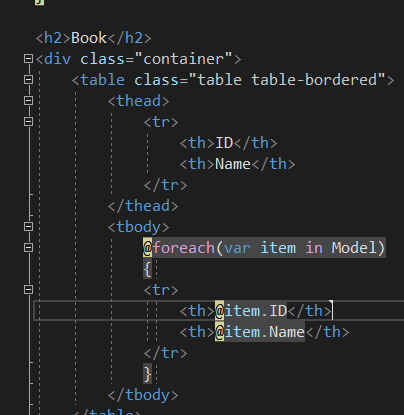 }
<h2>Book</h2>
<div class="container">
<table class="table table-bordered">
<thead>
<tr>
<th>ID</th>
<th>Name</th>
</tr>
</thead>
<tbody>
@foreach(var item in Model)
{
<tr>
<th>@item.ID</th>
<th>@item.Name</th>
</tr>
}
</tbody>
</table>